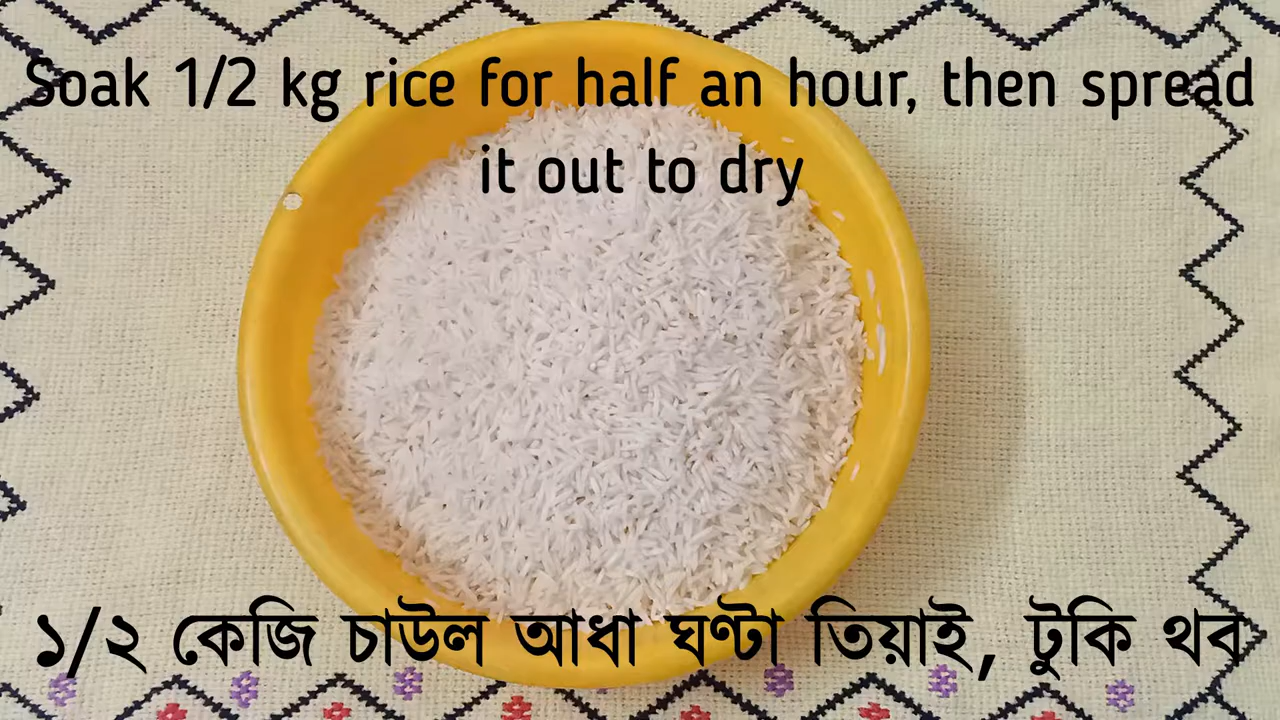 Soak 1/2 kg rice for half an hour, then spread
it out to dry
১/২ কেজি চাউল আধা ঘণ্টা তিয়াই, টুকি থব